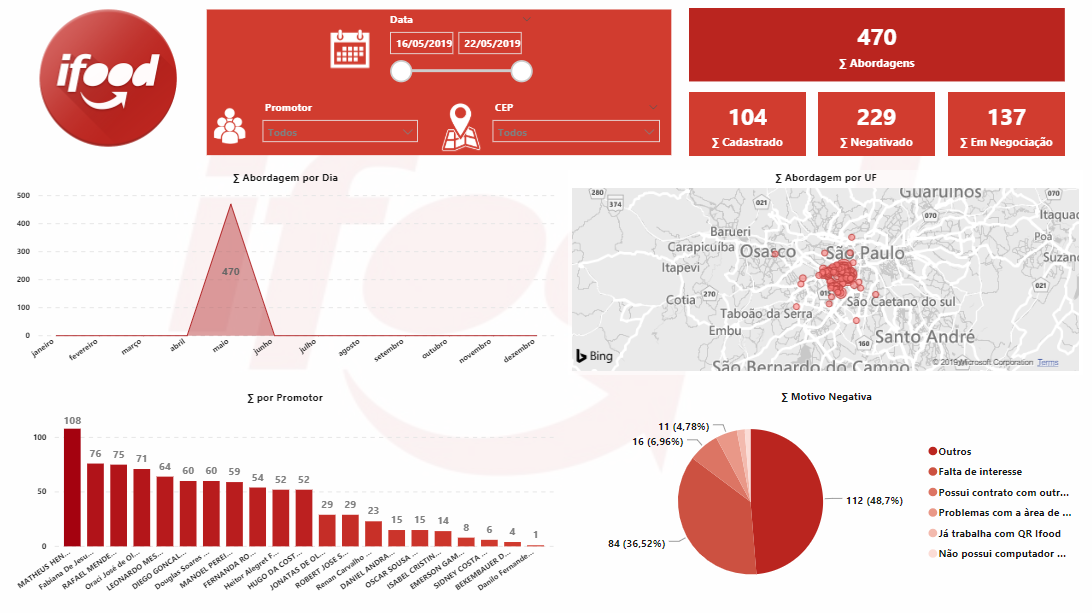 ifood
Data
16/05/2019 22/05/2019
Promotor
Todos
CEP
Todos
470
∑ Abordagens
104
∑ Cadastrado
229
∑ Negativado
137
∑ Em Negociação
∑ Abordagem por Dia
500
400
300
200
100
0
470
janeiro
fevereiro
março
abril
maio
junho
julho
agosto
setembro
outubro
novembro
dezembro
∑ Abordagem por UF
280
374
021
070
Guarulhos
070
Itaquac
Barueri
Carapicuíba
Osasco
São Paulo
Poá
Suzano
Itapevi
Cotia
270
015
São Caetano do sul
021
Taboão da Serra
Embu
160
Santo André
São Bernardo do Campo
Bing
© 2019 Microsoft Corporation Terms
∑ por Promotor
100
50
0
108
76
75
71
64
60
60
59
54
52
52
29
29
23
15
15
14
8
6
4
1
MATHEUS HEN...
Fabiana De Jesu...
RAFAEL MENDE...
Oraci José de Ol...
LEONARDO MES...
DIEGO GONCAL...
Douglas Soares ...
MANOEL PEREI...
FERNANDA RO...
Heitor Alegret F...
HUGO DA COST...
JONATAS DE OL...
ROBERT JOSE S...
Renan Carvalho ...
DANIEL ANDRA...
OSCAR SOUSA ...
ISABEL CRISTIN...
EMERSON GAM...
SIDNEY COSTA ...
BEKEMBAUER D...
Danilo Fernande...
∑ Motivo Negativa
11 (4,78%)
16 (6,96%)
112 (48,7%)
84 (36,52%)
Outros
Falta de interesse
Possui contrato com outr...
Problemas com a àrea de ...
Já trabalha com QR Ifood
Não possui computador ...